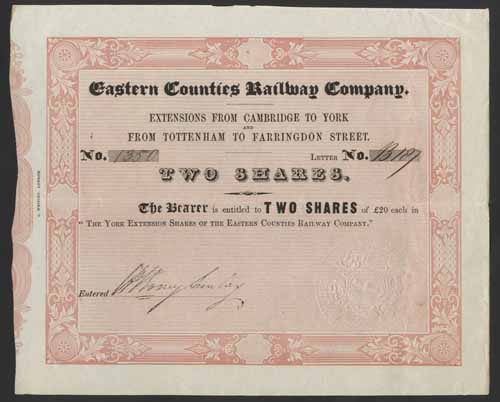 Eastern Counties Railway Company.
EXTENSIONS FROM CAMBRIDGE TO YORK
AND
FROM TOTTENHAM TO FARRINGDON STREET.
No. 1350 LETTER No.
TWO SHARES.
The Bearer is entitled to TWO SHARES of £20 each in
"THE YORK EXTENSION SHARES OF THE EASTERN COUNTIES RAILWAY COMPANY."
Entered